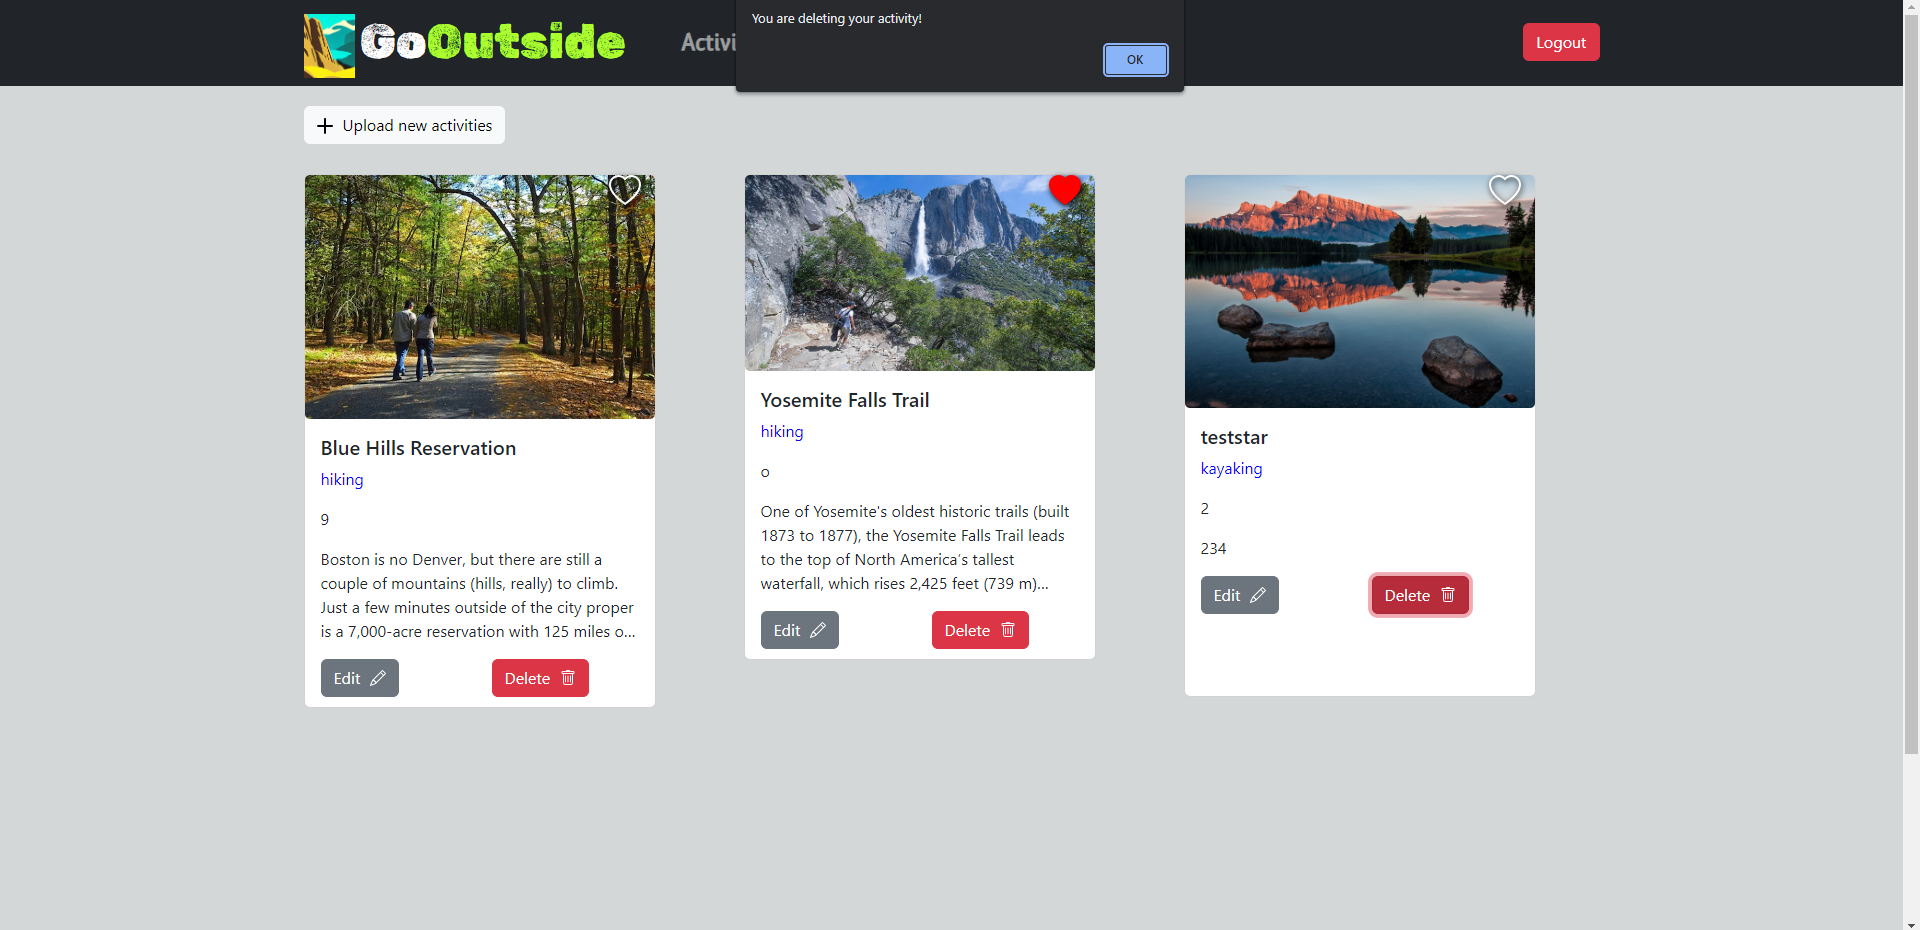 GoOutside
Activi
You are deleting your activity!
OK
Logout
Upload new activities
Blue Hills Reservation
hiking
9
Boston is no Denver, but there are still a
couple of mountains (hills, really) to climb.
Just a few minutes outside of the city proper
is a 7,000-acre reservation with 125 miles o...
Edit
Delete
Yosemite Falls Trail
hiking
o
One of Yosemite's oldest historic trails (built
1873 to 1877), the Yosemite Falls Trail leads
to the top of North America's tallest
waterfall, which rises 2,425 feet (739 m)...
Edit
Delete
teststar
kayaking
2
234
Edit
Delete